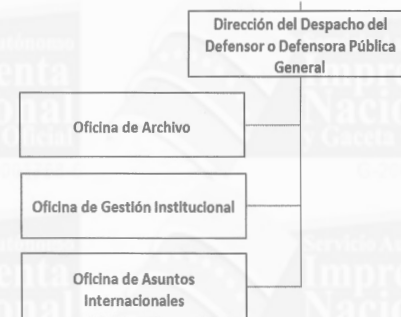 Dirección del Despacho del
Defensor o Defensora Pública
General
Oficina de Archivo
Oficina de Gestión Institucional
Oficina de Asuntos
Internacionales